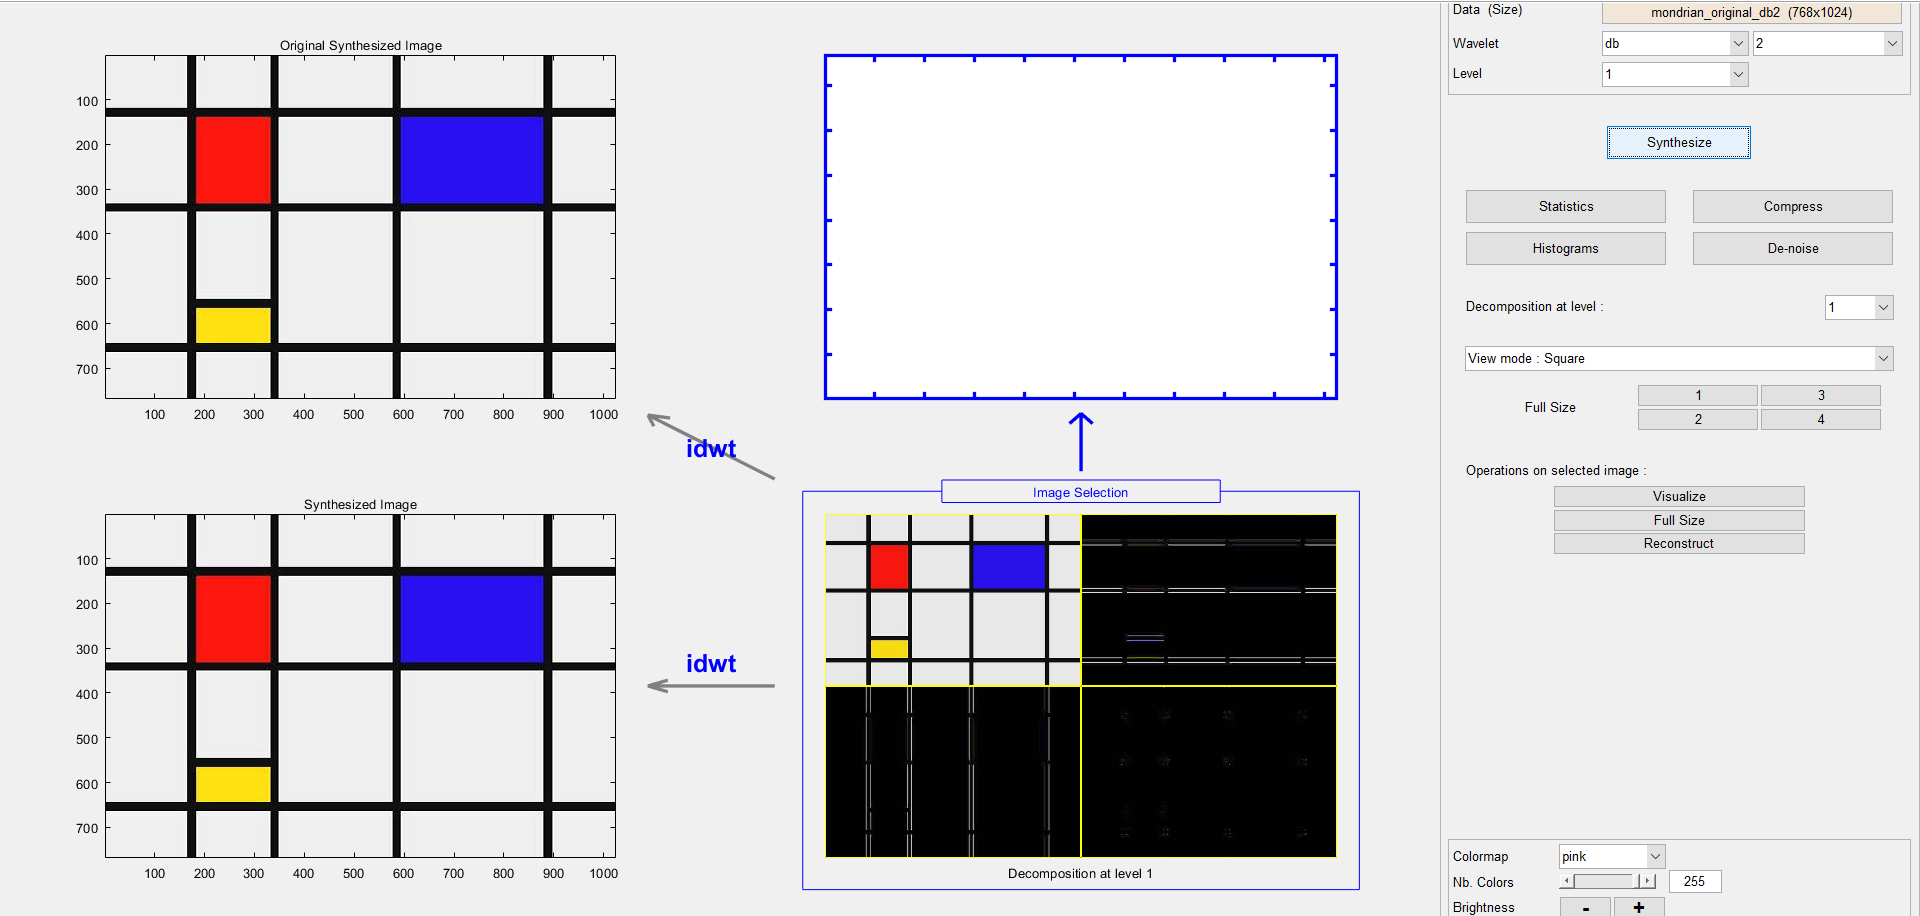 Original Synthesized Image
100
200
300
400
500
600
700
100 200 300 400 500 600 700 800 900 1000
idwt
Synthesized Image
100
200
300
400
500
600
700
100 200 300 400 500 600 700 800 900 1000
idwt
Image Selection
Decomposition at level 1
Data (Size) mondrian_original_db2 (768x1024)
Wavelet db 2
Level 1
Synthesize
Statistics Compress
Histograms De-noise
Decomposition at level : 1
View mode : Square
Full Size 1 3
2 4
Operations on selected image :
Visualize
Full Size
Reconstruct
Colormap pink
Nb. Colors 255
Brightness - +